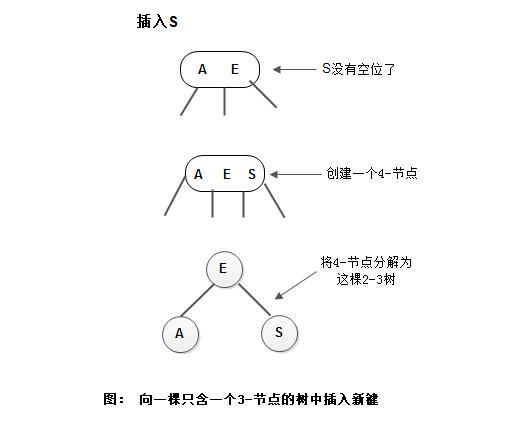 插入S
A E
S没有空位了
A E S
创建一个4-节点
E
将4-节点分解为
这棵2-3树
A
S
图： 向一棵只含一个3-节点的树中插入新键